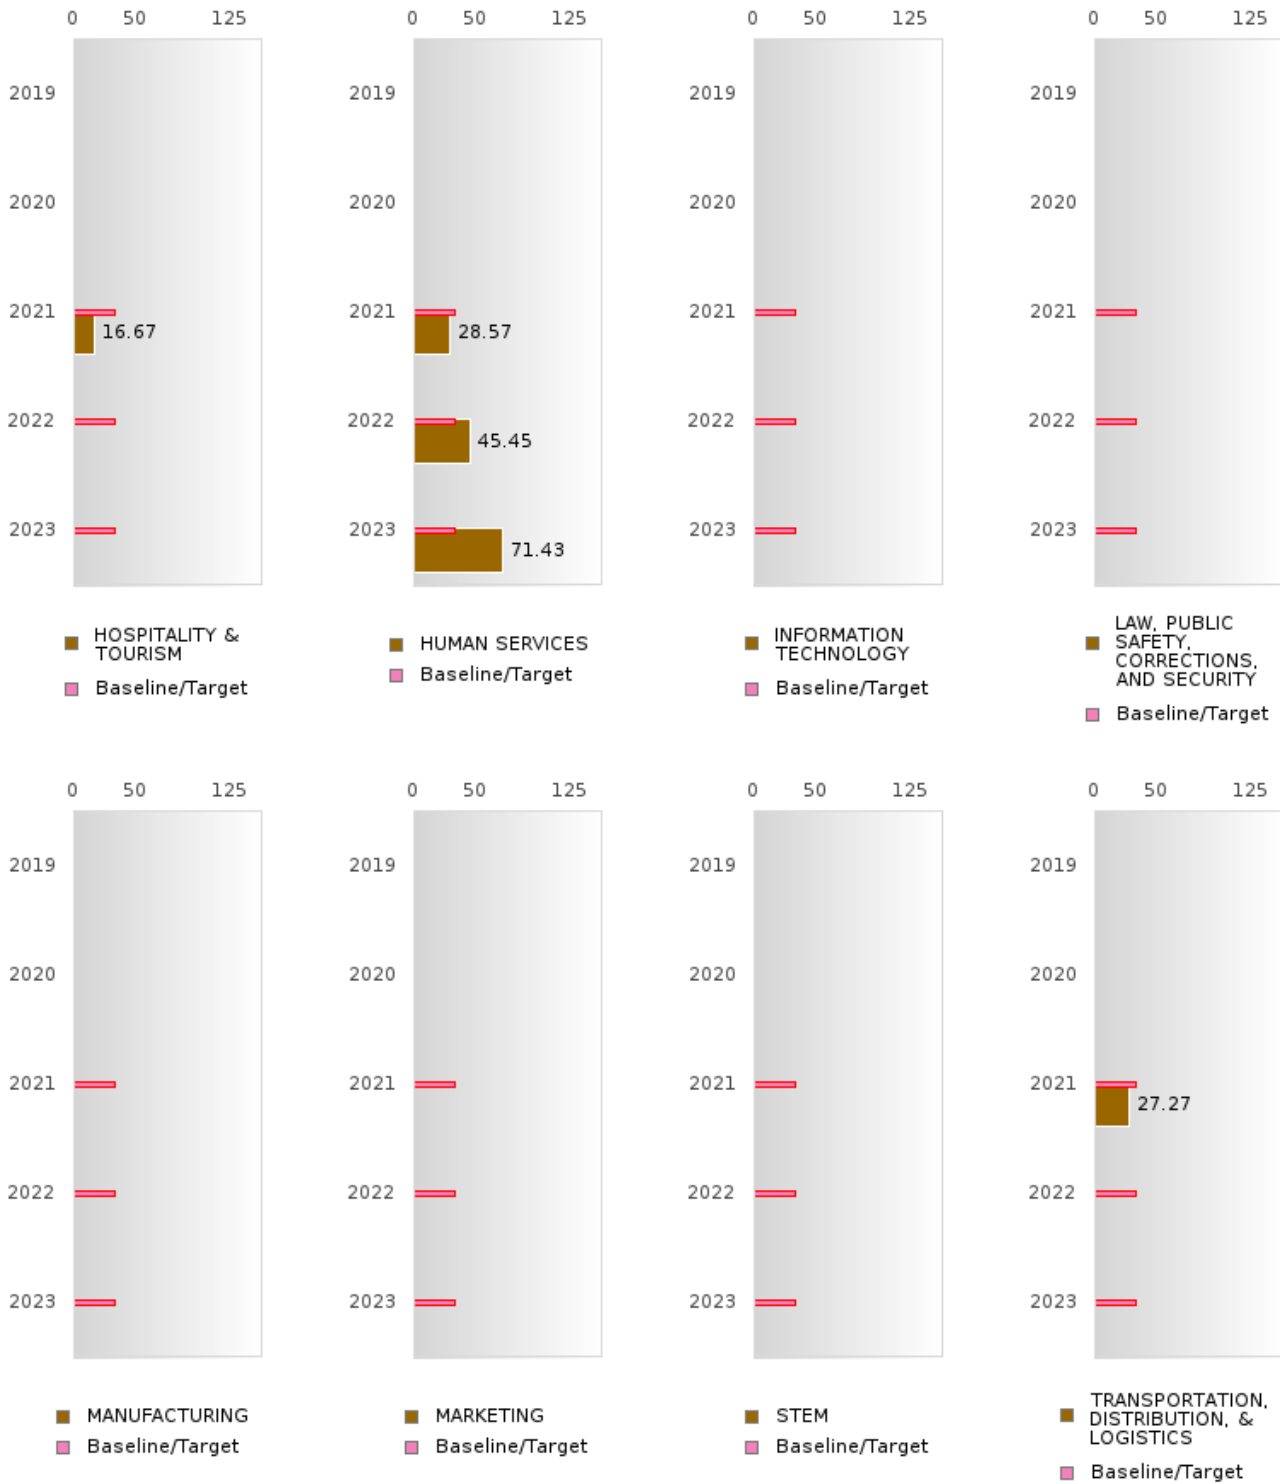 0 50 125
2019
2020
2021
16.67
2022
2023
HOSPITALITY &
TOURISM
Baseline/Target
0 50 125
2019
2020
2021
28.57
2022
45.45
2023
71.43
HUMAN SERVICES
Baseline/Target
0 50 125
2019
2020
2021
2022
2023
INFORMATION
TECHNOLOGY
Baseline/Target
0 50 125
2019
2020
2021
2022
2023
LAW, PUBLIC
SAFETY,
CORRECTIONS,
AND SECURITY
Baseline/Target
0 50 125
2019
2020
2021
2022
2023
MANUFACTURING
Baseline/Target
0 50 125
2019
2020
2021
2022
2023
MARKETING
Baseline/Target
0 50 125
2019
2020
2021
2022
2023
STEM
Baseline/Target
0 50 125
2019
2020
2021
27.27
2022
2023
TRANSPORTATION,
DISTRIBUTION, &
LOGISTICS
Baseline/Target